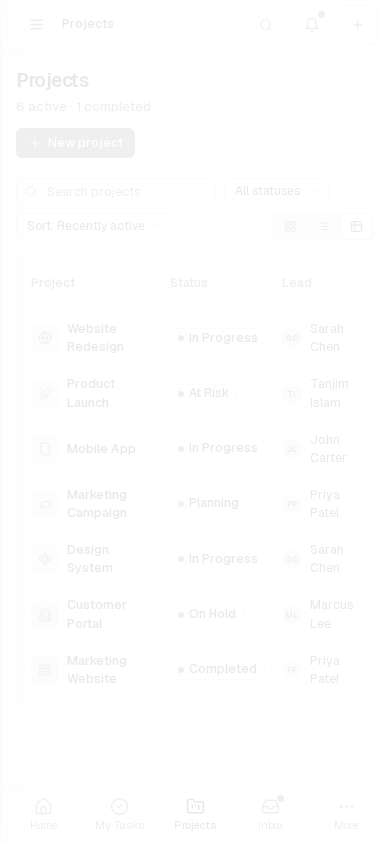 Projects
Projects
6 active · 1 completed
New project
Search projects
All statuses
Sort: Recently active
Project Status Lead
Website Redesign In Progress SC Sarah Chen
Product Launch At Risk TI Tanjim Islam
Mobile App In Progress JC John Carter
Marketing Campaign Planning PP Priya Patel
Design System In Progress SC Sarah Chen
Customer Portal On Hold ML Marcus Lee
Marketing Website Completed PP Priya Patel
Home My Tasks Projects Inbox More